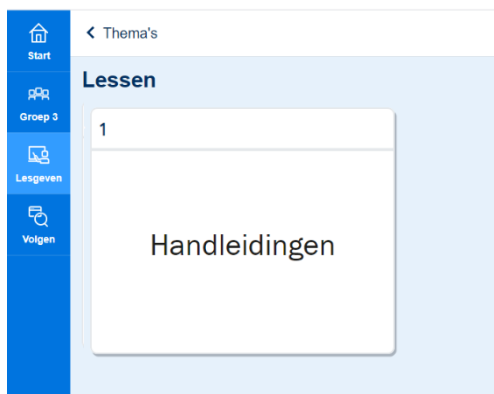 Start
Groep 3
Lesgeven
Volgen
Thema's
Lessen
1
Handleidingen